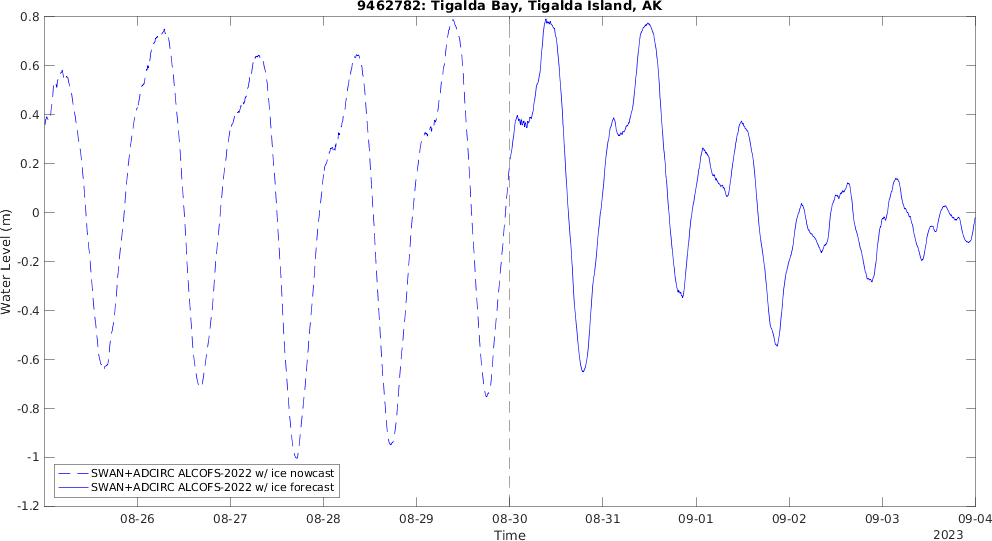 9462782: Tigalda Bay, Tigalda Island, AK
0.8
0.6
0.4
0.2
0
-0.2
-0.4
-0.6
-0.8
-1
-1.2
Water Level (m)
SWAN+ADCIRC ALCOFS-2022 w/ ice nowcast
SWAN+ADCIRC ALCOFS-2022 w/ ice forecast
08-26 08-27 08-28 08-29 08-30 08-31 09-01 09-02 09-03 09-04
Time
2023